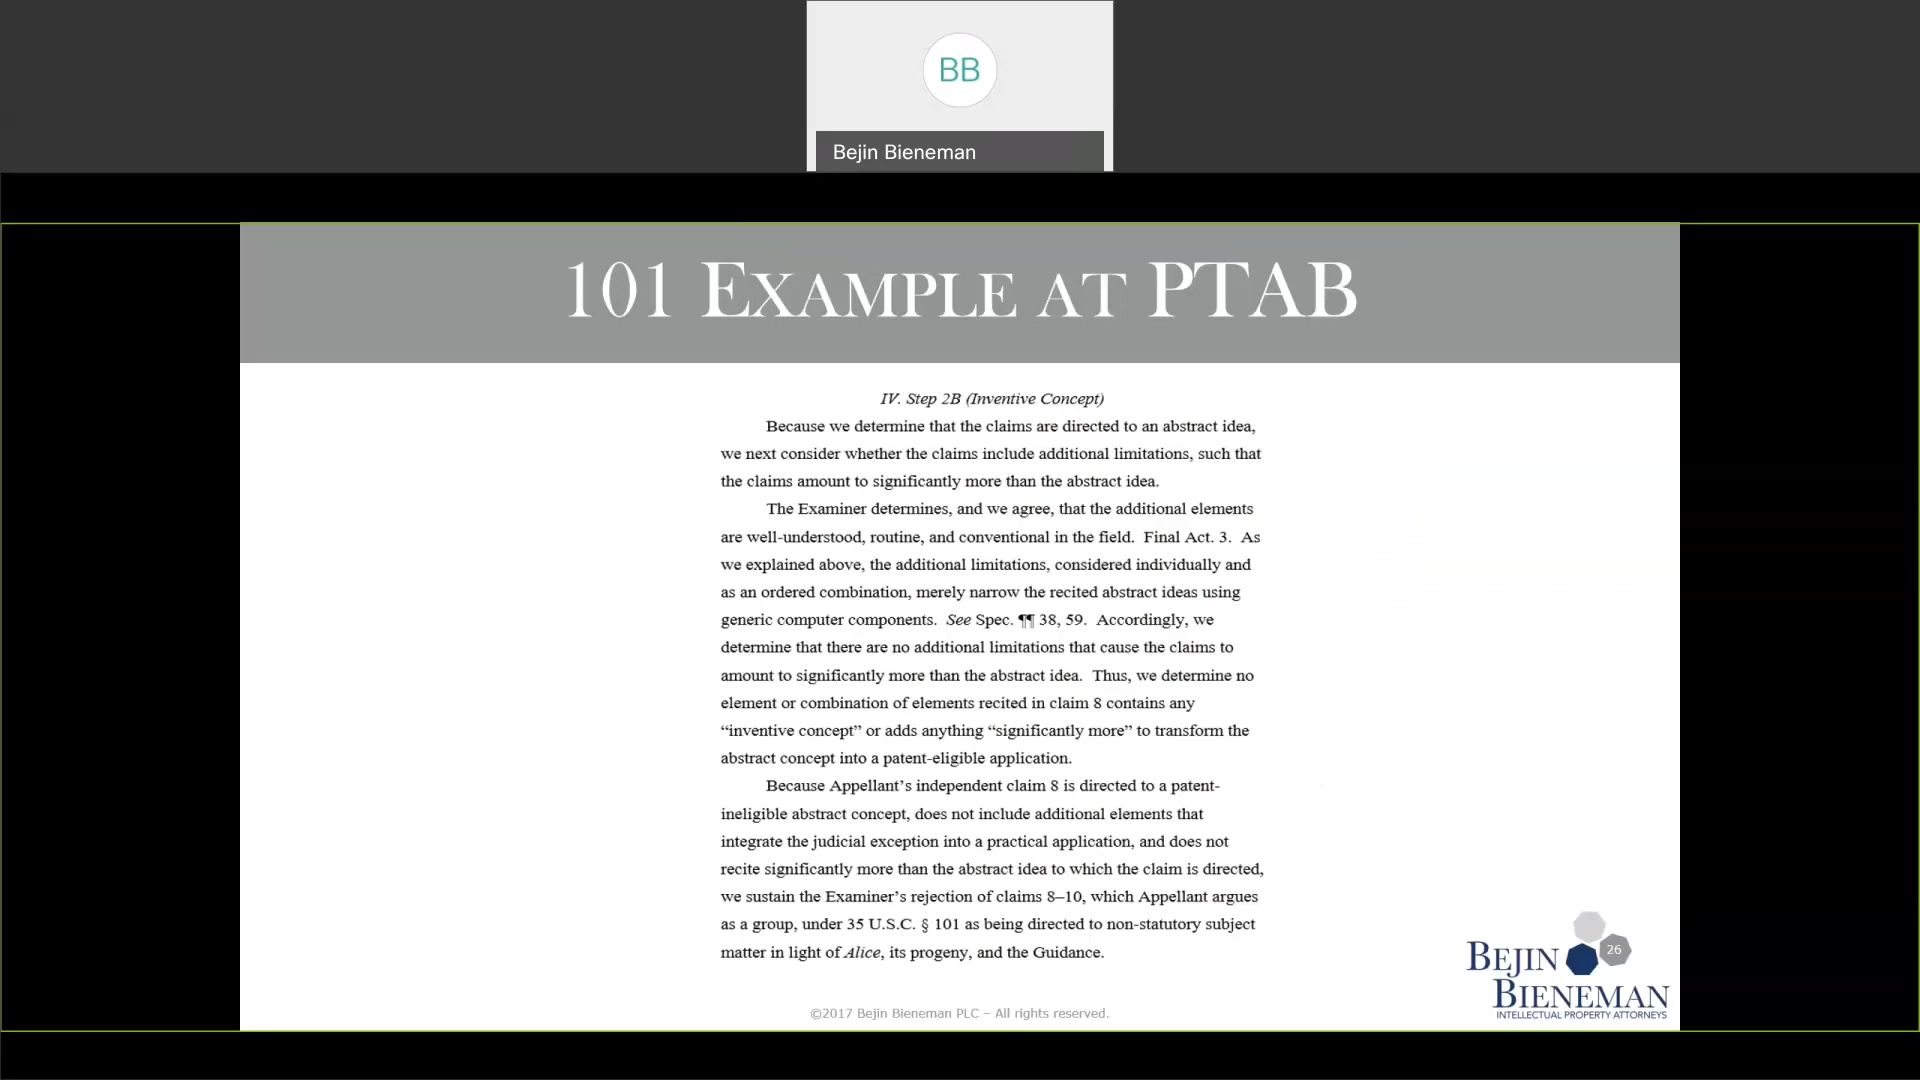 BB
Bejin Bieneman
101 EXAMPLE AT PTAB
IV. Step 2B (Inventive Concept)
Because we determine that the claims are directed to an abstract idea,
we next consider whether the claims include additional limitations, such that
the claims amount to significantly more than the abstract idea.
The Examiner determines, and we agree, that the additional elements
are well-understood, routine, and conventional in the field.  Final Act. 3.  As
we explained above, the additional limitations, considered individually and
as an ordered combination, merely narrow the recited abstract ideas using
generic computer components.  See Spec. ¶¶ 38, 59.  Accordingly, we
determine that there are no additional limitations that cause the claims to
amount to significantly more than the abstract idea.  Thus, we determine no
element or combination of elements recited in claim 8 contains any
“inventive concept” or adds anything “significantly more” to transform the
abstract concept into a patent-eligible application.
Because Appellant’s independent claim 8 is directed to a patent-
ineligible abstract concept, does not include additional elements that
integrate the judicial exception into a practical application, and does not
recite significantly more than the abstract idea to which the claim is directed,
we sustain the Examiner’s rejection of claims 8–10, which Appellant argues
as a group, under 35 U.S.C. § 101 as being directed to non-statutory subject
matter in light of Alice, its progeny, and the Guidance.
26
BEJIN
BIENEMAN
INTELLECTUAL PROPERTY ATTORNEYS
©2017 Bejin Bieneman PLC – All rights reserved.